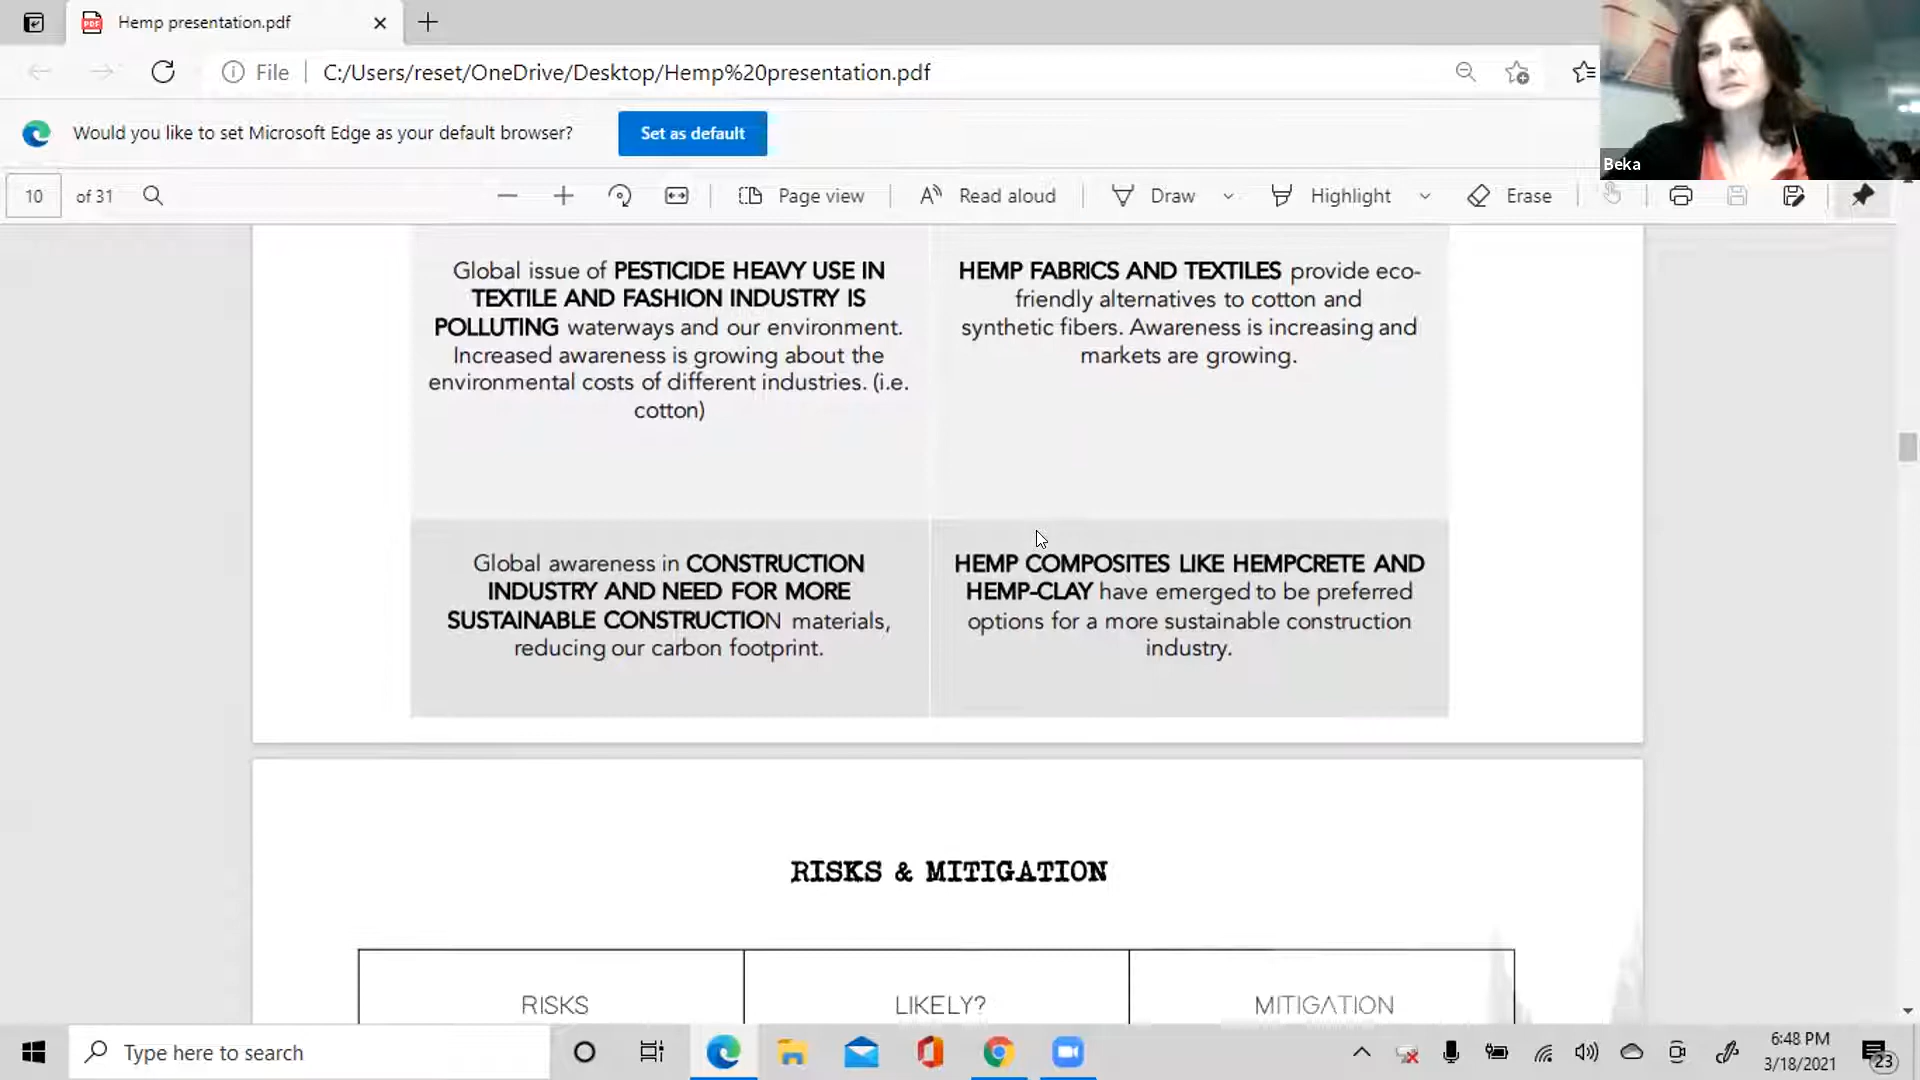 Hemp presentation.pdf
File
C:/Users/reset/OneDrive/Desktop/Hemp%20presentation.pdf
Would you like to set Microsoft Edge as your default browser?
Set as default
Beka
10 of 31
Page view
Read aloud
Draw
Highlight
Erase
Global issue of PESTICIDE HEAVY USE IN
TEXTILE AND FASHION INDUSTRY IS
POLLUTING waterways and our environment.
Increased awareness is growing about the
environmental costs of different industries. (i.e.
cotton)
HEMP FABRICS AND TEXTILES provide eco-
friendly alternatives to cotton and
synthetic fibers. Awareness is increasing and
markets are growing.
Global awareness in CONSTRUCTION
INDUSTRY AND NEED FOR MORE
SUSTAINABLE CONSTRUCTION materials,
reducing our carbon footprint.
HEMP COMPOSITES LIKE HEMPCRETE AND
HEMP-CLAY have emerged to be preferred
options for a more sustainable construction
industry.
RISKS & MITIGATION
RISKS
LIKELY?
MITIGATION
Type here to search
6:48 PM
3/18/2021
23